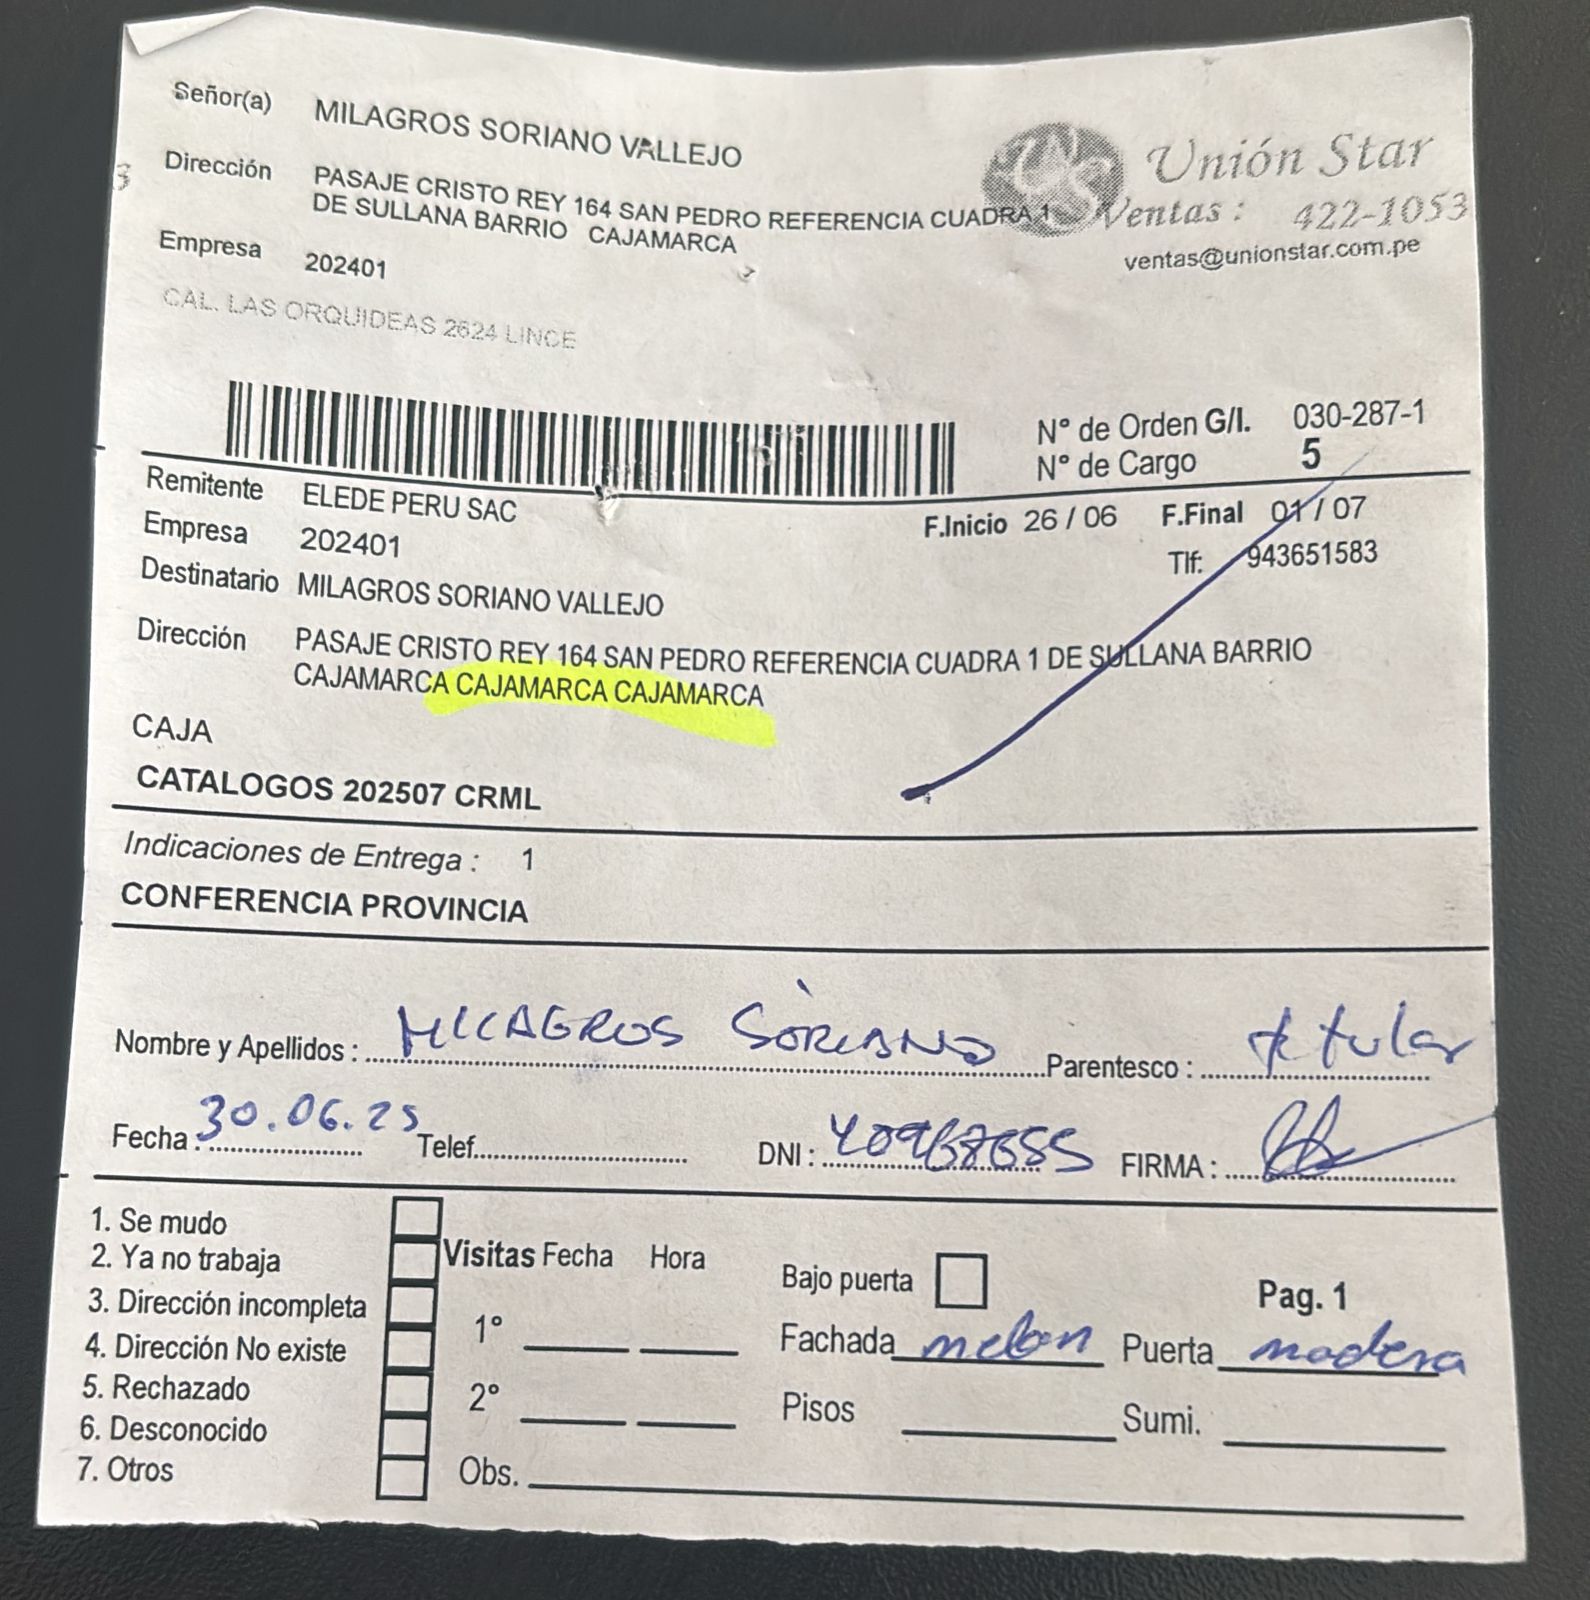 Señor(a) MILAGROS SORIANO VALLEJO
Unión Star
Dirección PASAJE CRISTO REY 164 SAN PEDRO REFERENCIA CUADRA 1
DE SULLANA BARRIO CAJAMARCA
Ventas : 422-1053
ventas@unionstar.com.pe
Empresa 202401
CAL. LAS ORQUIDEAS 2624 LINCE
N° de Orden G/I. 030-287-1
N° de Cargo 5
Remitente ELEDE PERU SAC
F.Inicio 26 / 06 F.Final 01 / 07
Empresa 202401
Tlf: 943651583
Destinatario MILAGROS SORIANO VALLEJO
Dirección PASAJE CRISTO REY 164 SAN PEDRO REFERENCIA CUADRA 1 DE SULLANA BARRIO
CAJAMARCA CAJAMARCA CAJAMARCA
CAJA
CATALOGOS 202507 CRML
Indicaciones de Entrega : 1
CONFERENCIA PROVINCIA
Nombre y Apellidos : MILAGROS SORIANO Parentesco : titular
Fecha : 30.06.25 Telef. DNI : FIRMA :
1. Se mudo
2. Ya no trabaja
3. Dirección incompleta
4. Dirección No existe
5. Rechazado
6. Desconocido
7. Otros
Visitas Fecha Hora
1°
2°
Obs.
Bajo puerta
Pag. 1
Fachada melon Puerta madera
Pisos Sumi.